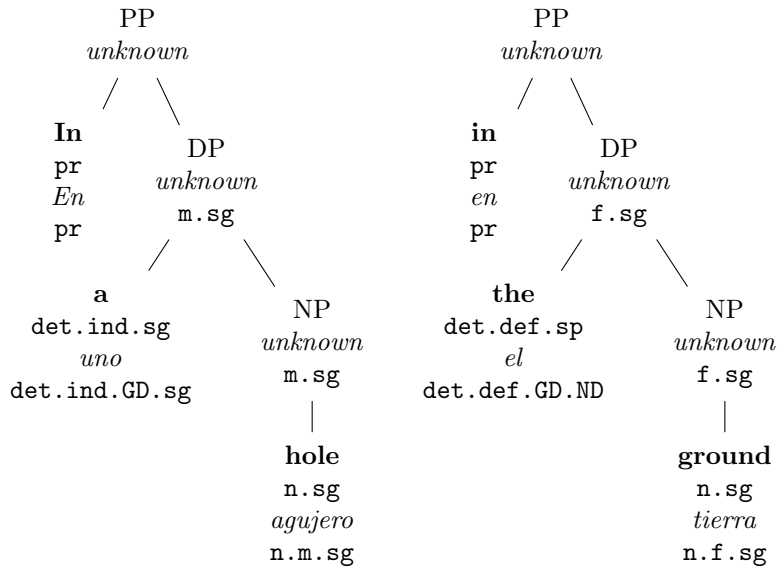 PP
unknown
In
pr
En
pr
DP
unknown
m.sg
a
det.ind.sg
uno
det.ind.GD.sg
NP
unknown
m.sg
hole
n.sg
agujero
n.m.sg
PP
unknown
in
pr
en
pr
DP
unknown
f.sg
the
det.def.sp
el
det.def.GD.ND
NP
unknown
f.sg
ground
n.sg
tierra
n.f.sg